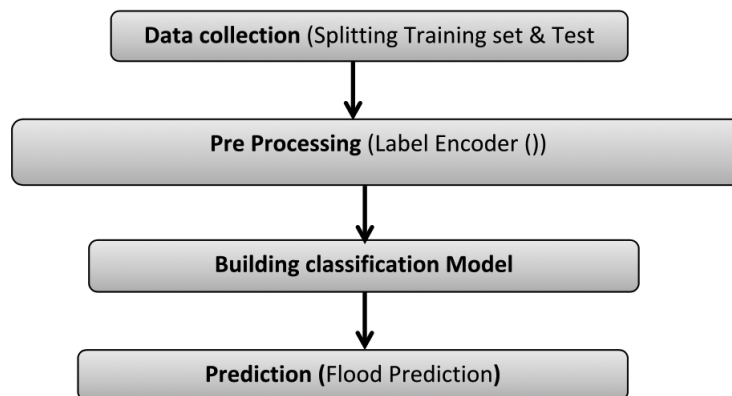 Data collection (Splitting Training set & Test
Pre Processing (Label Encoder ())
Building classification Model
Prediction (Flood Prediction)